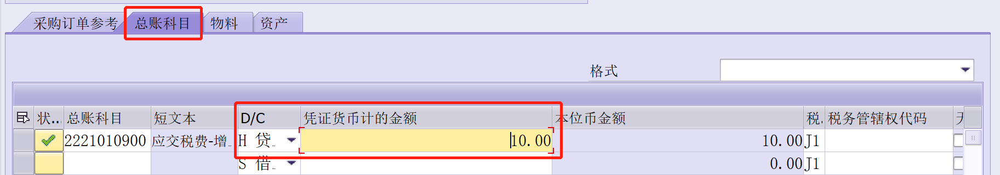 采购订单参考 总账科目 物料 资产
格式
状... 总账科目 短文本 D/C 凭证货币计的金额 本位币金额 税. 税务管辖权代码
2221010900 应交税费-增... H 贷... 10.00 10.00 J1
S 借... 0.00 J1